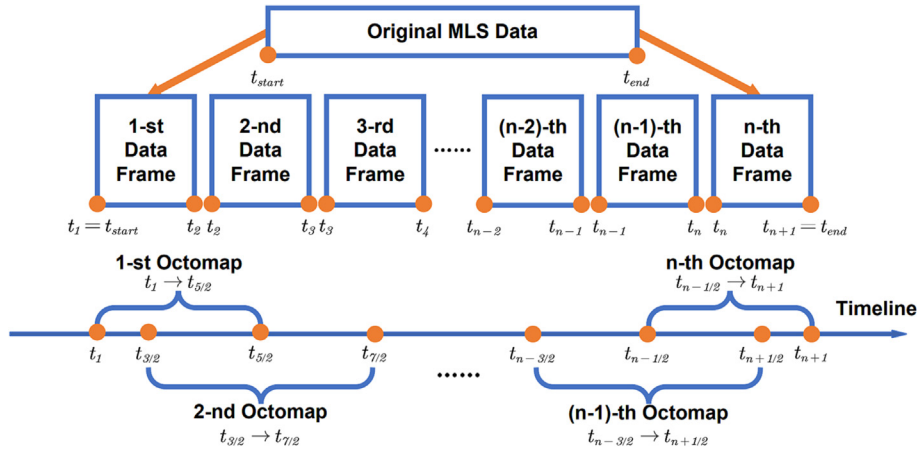 Original MLS Data
t_start t_end
1-st Data Frame
2-nd Data Frame
3-rd Data Frame
......
(n-2)-th Data Frame
(n-1)-th Data Frame
n-th Data Frame
t_1 = t_start t_2 t_2 t_3 t_3 t_4 t_{n-2} t_{n-1} t_{n-1} t_n t_n t_{n+1} = t_end
1-st Octomap
t_1 → t_{5/2}
n-th Octomap
t_{n-1/2} → t_{n+1}
Timeline
t_1 t_{3/2} t_{5/2} t_{7/2} t_{n-3/2} t_{n-1/2} t_{n+1/2} t_{n+1}
......
2-nd Octomap
t_{3/2} → t_{7/2}
(n-1)-th Octomap
t_{n-3/2} → t_{n+1/2}